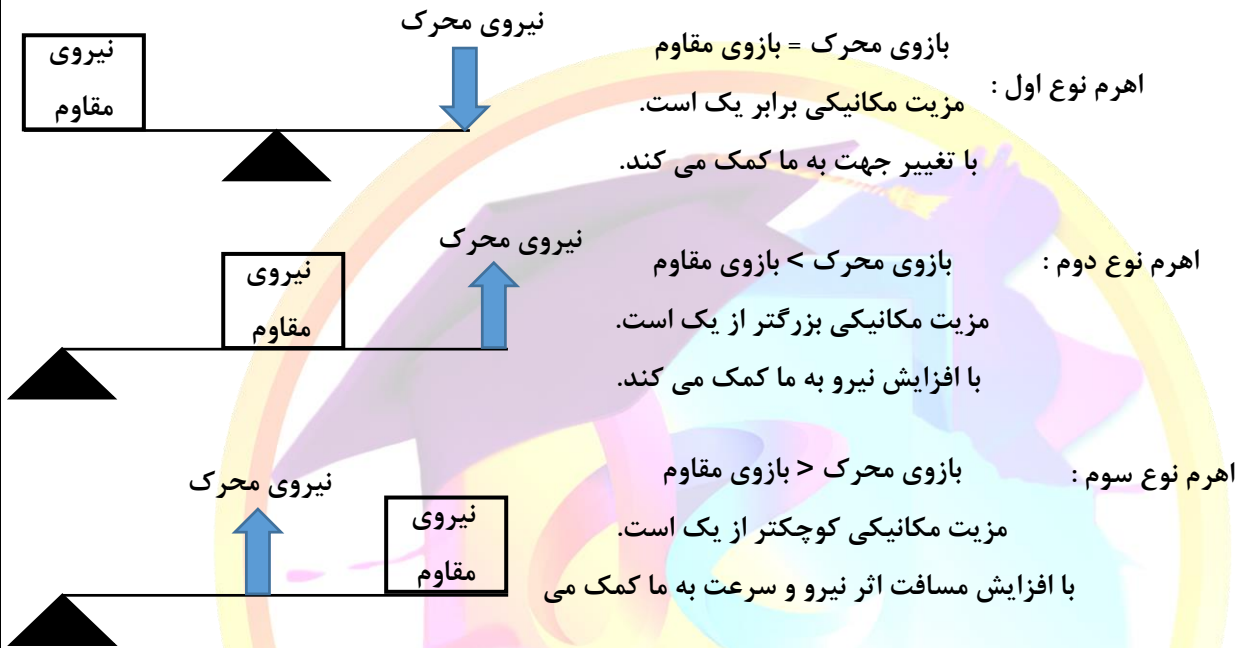 نیروی محرک
نیروی
مقاوم
اهرم نوع اول :
بازوی محرک = بازوی مقاوم
مزیت مکانیکی برابر یک است.
با تغییر جهت به ما کمک می کند.
نیروی محرک
نیروی
مقاوم
اهرم نوع دوم :
بازوی محرک > بازوی مقاوم
مزیت مکانیکی بزرگتر از یک است.
با افزایش نیرو به ما کمک می کند.
نیروی محرک
نیروی
مقاوم
اهرم نوع سوم :
بازوی محرک < بازوی مقاوم
مزیت مکانیکی کوچکتر از یک است.
با افزایش مسافت اثر نیرو و سرعت به ما کمک می